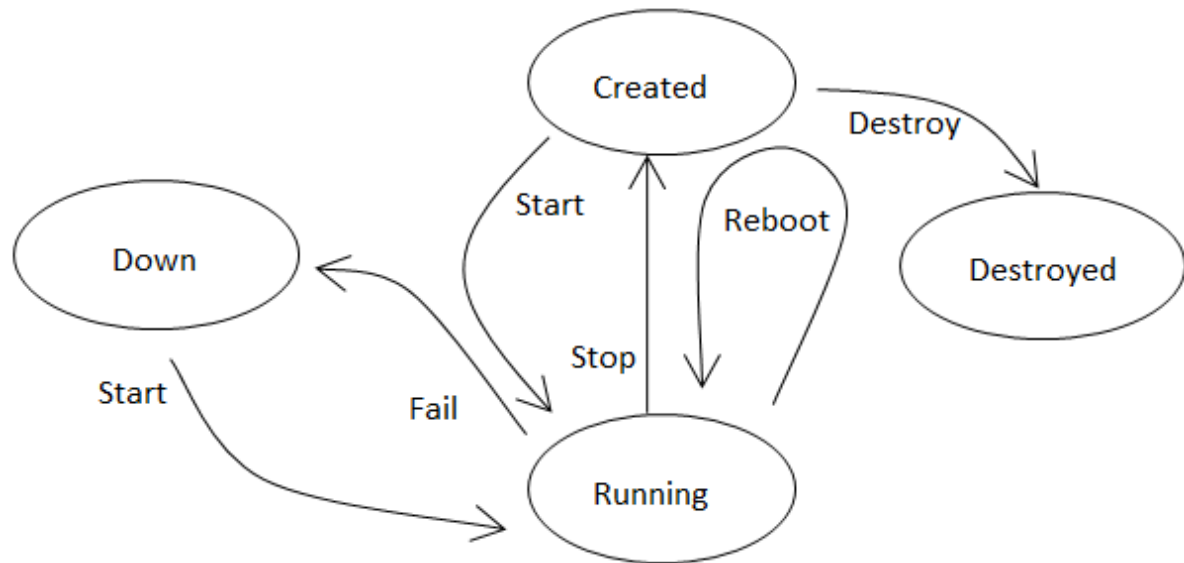 Created
Destroy
Start
Reboot
Down
Destroyed
Stop
Start
Fail
Running